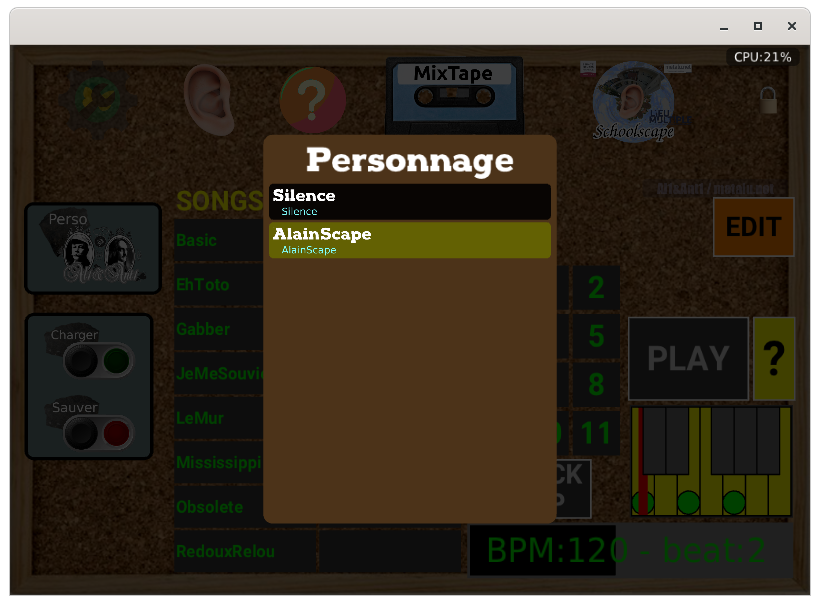 CPU:21%
MixTape
?
Schoolscape
Personnage
Silence
Silence
AlainScape
AlainScape
Perso
Charger
Sauver
SONGS
Basic
EhToto
Gabber
JeMeSouvi
LeMur
Mississippi
Obsolete
RedouxRelou
2
5
8
11
EDIT
PLAY
?
BPM:120 - beat:2